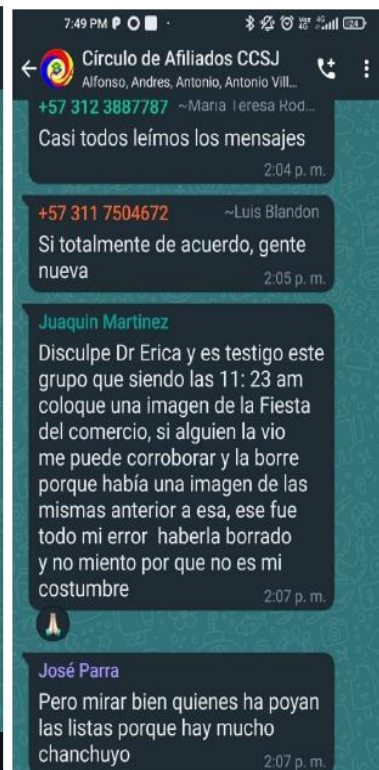 7:49 PM
24
Círculo de Afiliados CCSJ
Alfonso, Andres, Antonio, Antonio Vill...
+57 312 3887787 ~Maria Teresa Rod...
Casi todos leímos los mensajes
2:04 p. m.
+57 311 7504672 ~Luis Blandon
Si totalmente de acuerdo, gente
nueva
2:05 p. m.
Juaquin Martinez
Disculpe Dr Erica y es testigo este
grupo que siendo las 11: 23 am
coloque una imagen de la Fiesta
del comercio, si alguien la vio
me puede corroborar y la borre
porque había una imagen de las
mismas anterior a esa, ese fue
todo mi error haberla borrado
y no miento por que no es mi
costumbre
2:07 p. m.
José Parra
Pero mirar bien quienes ha poyan
las listas porque hay mucho
chanchuyo
2:07 p. m.